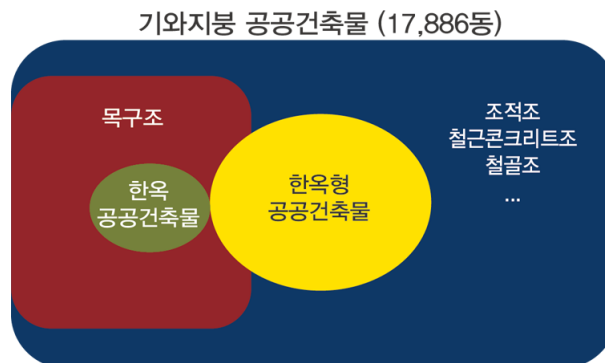 기와지붕 공공건축물 (17,886동)
목구조
한옥
공공건축물
한옥형
공공건축물
조적조
철근콘크리트조
철골조
...